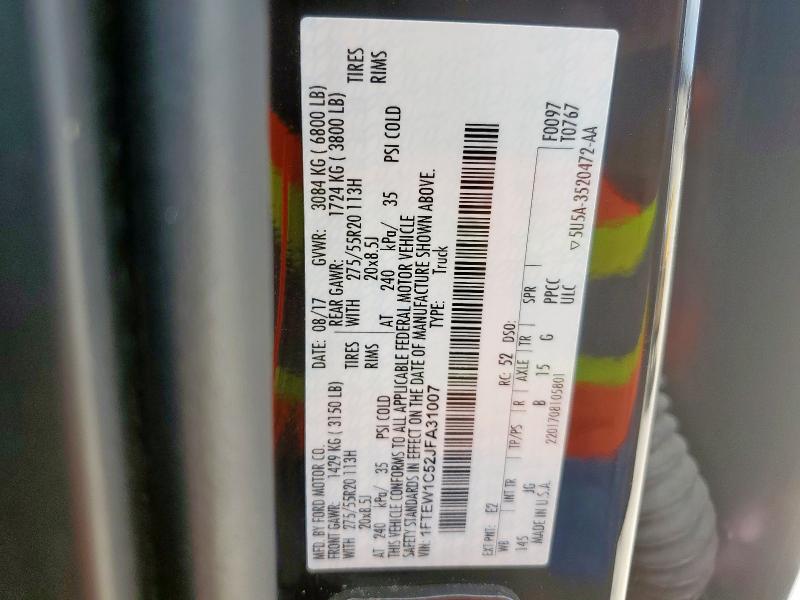 MFD. BY FORD MOTOR CO.
DATE: 08/17 GVWR: 3084 KG ( 6800 LB)
FRONT GAWR: 1429 KG ( 3150 LB) REAR GAWR: 1724 KG ( 3800 LB)
WITH 275/55R20 113H TIRES WITH 275/55R20 113H TIRES
20x8.5J RIMS 20x8.5J RIMS
AT 240 kPa/ 35 PSI COLD AT 240 kPa/ 35 PSI COLD
THIS VEHICLE CONFORMS TO ALL APPLICABLE FEDERAL MOTOR VEHICLE
SAFETY STANDARDS IN EFFECT ON THE DATE OF MANUFACTURE SHOWN ABOVE.
VIN: 1FTEW1C52JFA31007 TYPE: Truck
EXT PNT: E2 RC: 52 DSO: F0097
WB INT TR TP/PS R AXLE TR SPR T0767
145 JG B 15 G PPCC
ULC
MADE IN U.S.A. 2201708105801 ▽5U5A-3520472-AA